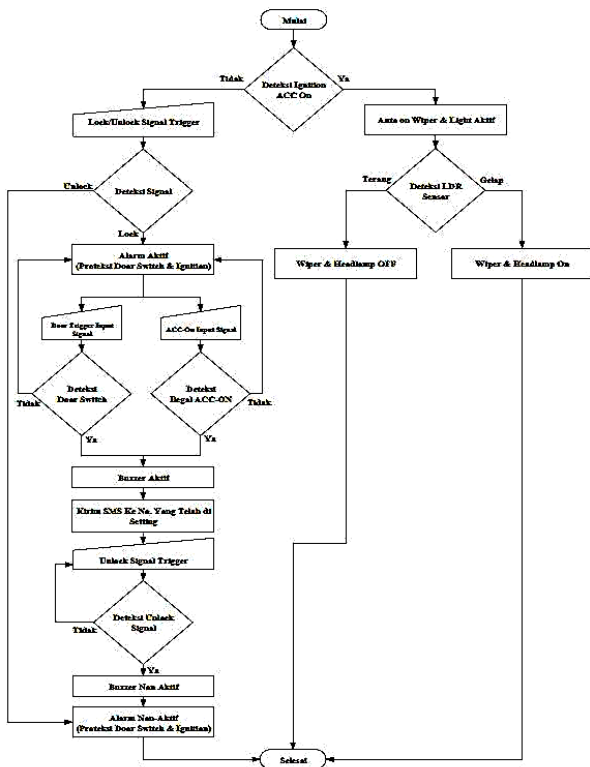 Mulai
Tidak
Ya
Deteksi Ignition
ACC On
Lock/Unlock Signal Trigger
Auto on Wiper & Light Aktif
Unlock
Deteksi Signal
Terang
Deteksi LDR
Sensor
Gelap
Lock
Alarm Aktif
(Proteksi Door Switch & Ignition)
Wiper & Headlamp OFF
Wiper & Headlamp On
Door Trigger Input
Signal
ACC-On Input Signal
Deteksi
Door Switch
Tidak
Deteksi
Ilegal ACC-ON
Tidak
Ya
Ya
Buzzer Aktif
Kirim SMS Ke No. Yang Telah di
Setting
Unlock Signal Trigger
Deteksi Unlock
Signal
Tidak
Ya
Buzzer Non Aktif
Alarm Non-Aktif
(Proteksi Door Switch & Ignition)
Selesai